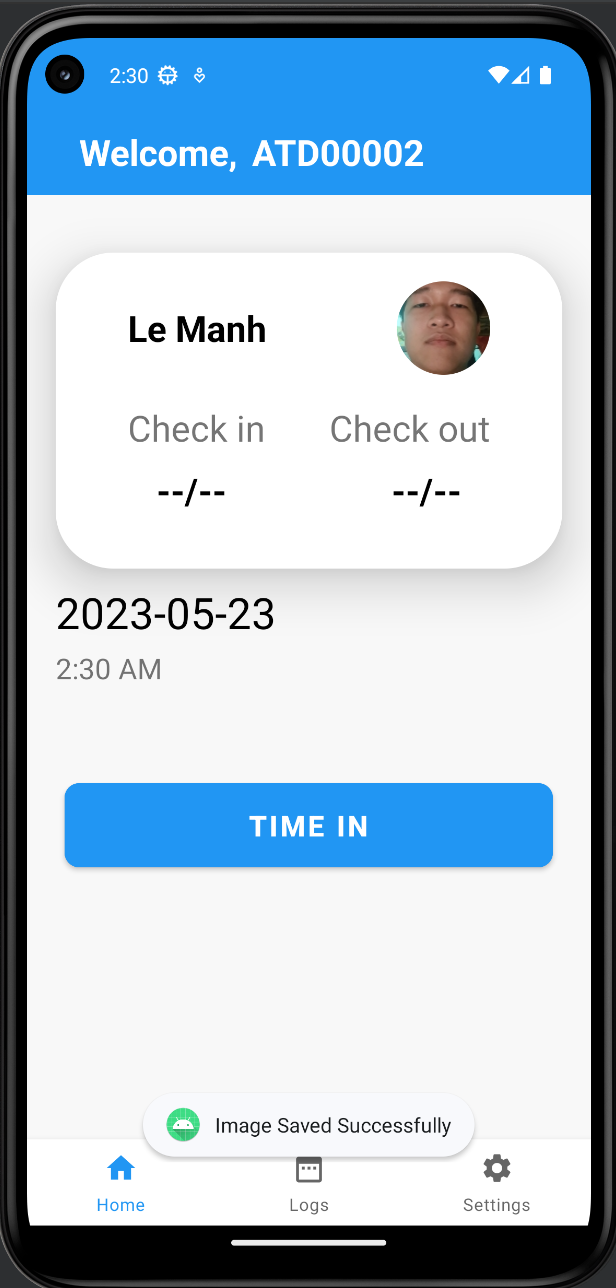 2:30
Welcome, ATD00002
Le Manh
Check in Check out
--/-- --/--
2023-05-23
2:30 AM
TIME IN
Image Saved Successfully
Home Logs Settings